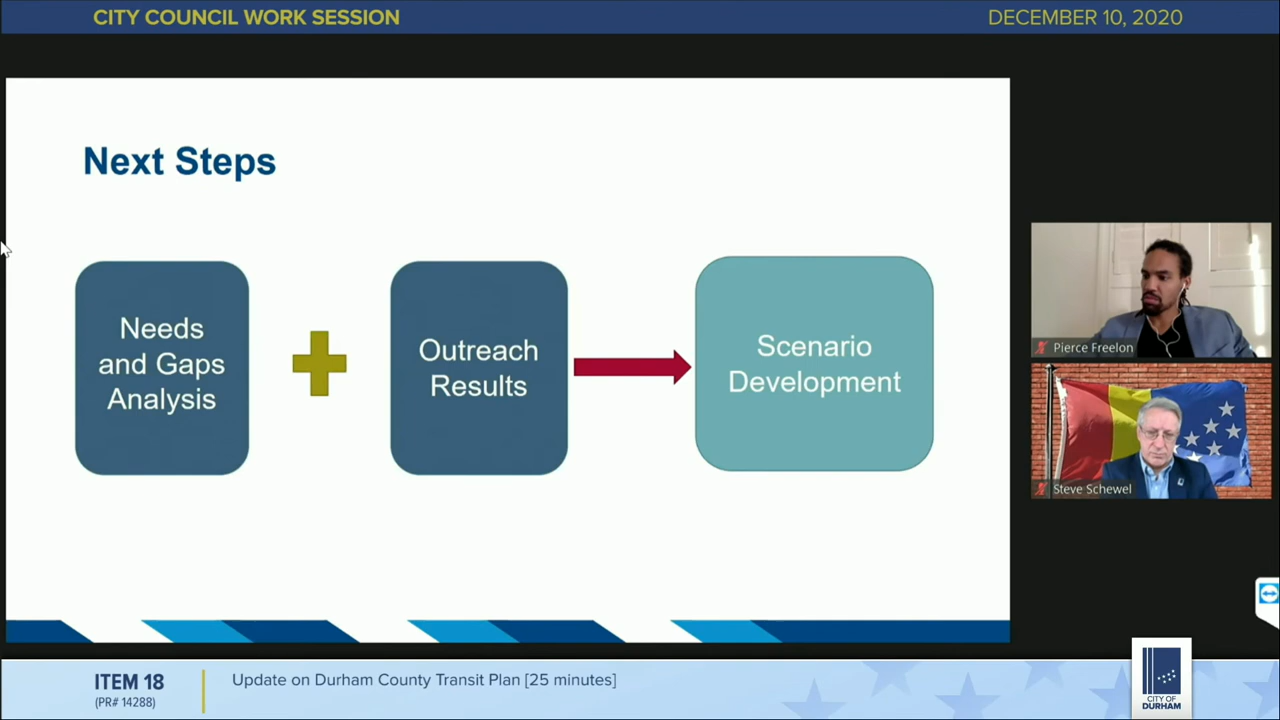 CITY COUNCIL WORK SESSION
DECEMBER 10, 2020
Next Steps
Needs
and Gaps
Analysis
Outreach
Results
Scenario
Development
Pierce Freelon
Steve Schewel
ITEM 18
(PR# 14288)
Update on Durham County Transit Plan [25 minutes]
CITY OF
DURHAM